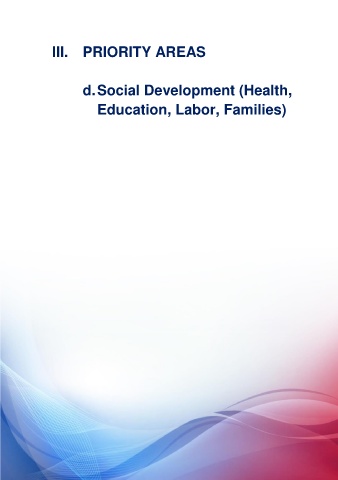 III. PRIORITY AREAS
d. Social Development (Health,
Education, Labor, Families)